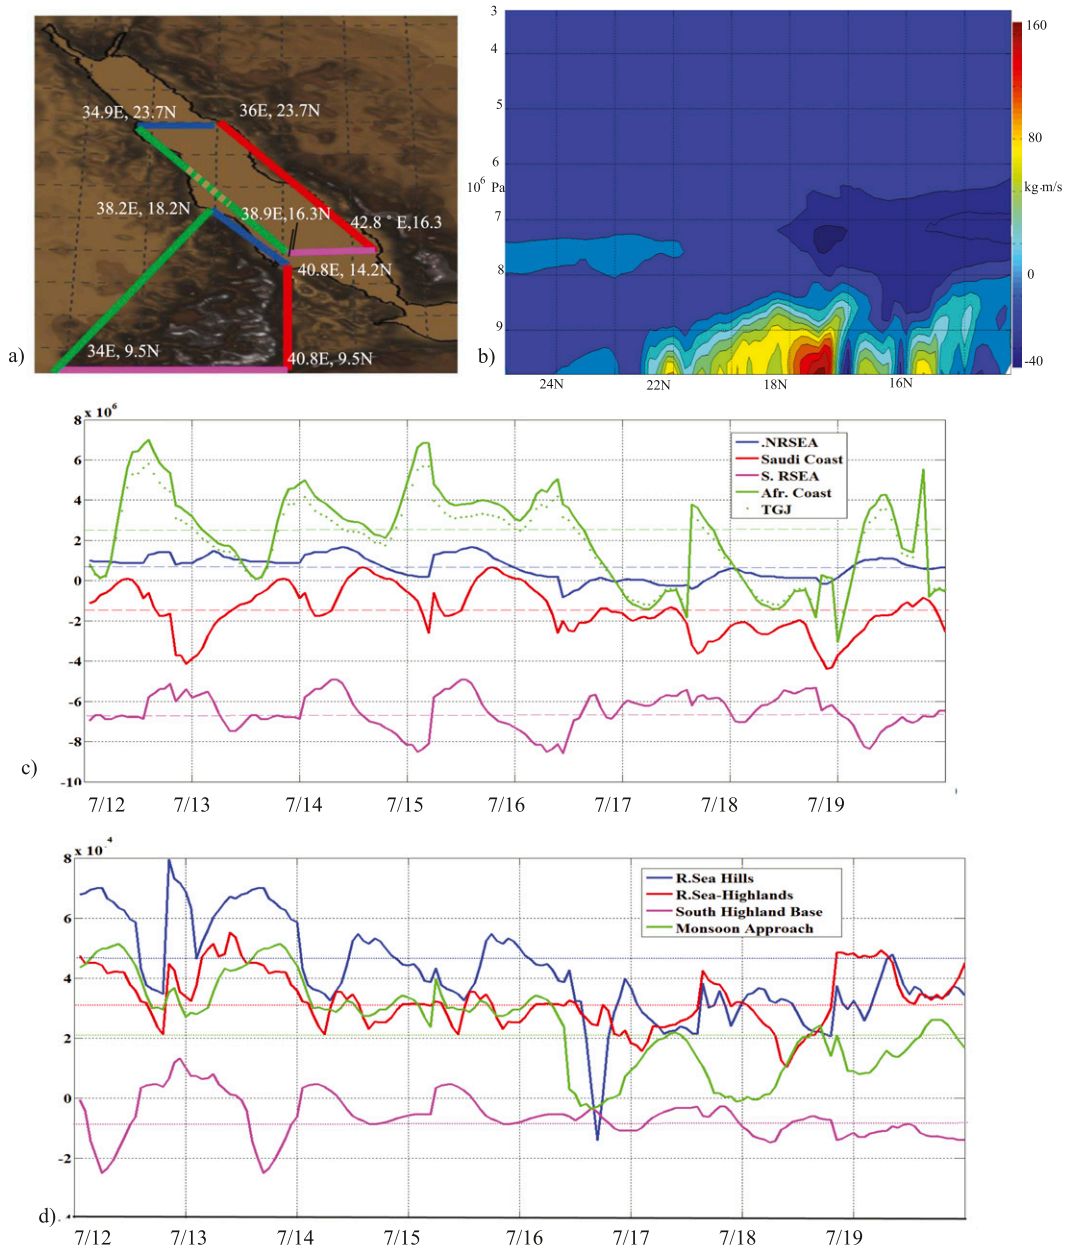 34.9E, 23.7N
36E, 23.7N
38.2E, 18.2N
38.9E,16.3N
42.8°E,16.3
40.8E, 14.2N
34E, 9.5N
40.8E, 9.5N
a)
3
4
5
6
10⁶ Pa
7
8
9
24N
22N
18N
16N
160
80
kg·m/s
0
-40
b)
x 10⁶
8
6
4
2
0
-2
-4
-6
-8
-10
.NRSEA
Saudi Coast
S. RSEA
Afr. Coast
TGJ
c)
7/12
7/13
7/14
7/15
7/16
7/17
7/18
7/19
x 10⁻⁴
8
6
4
2
0
-2
R.Sea Hills
R.Sea-Highlands
South Highland Base
Monsoon Approach
d)
7/12
7/13
7/14
7/15
7/16
7/17
7/18
7/19